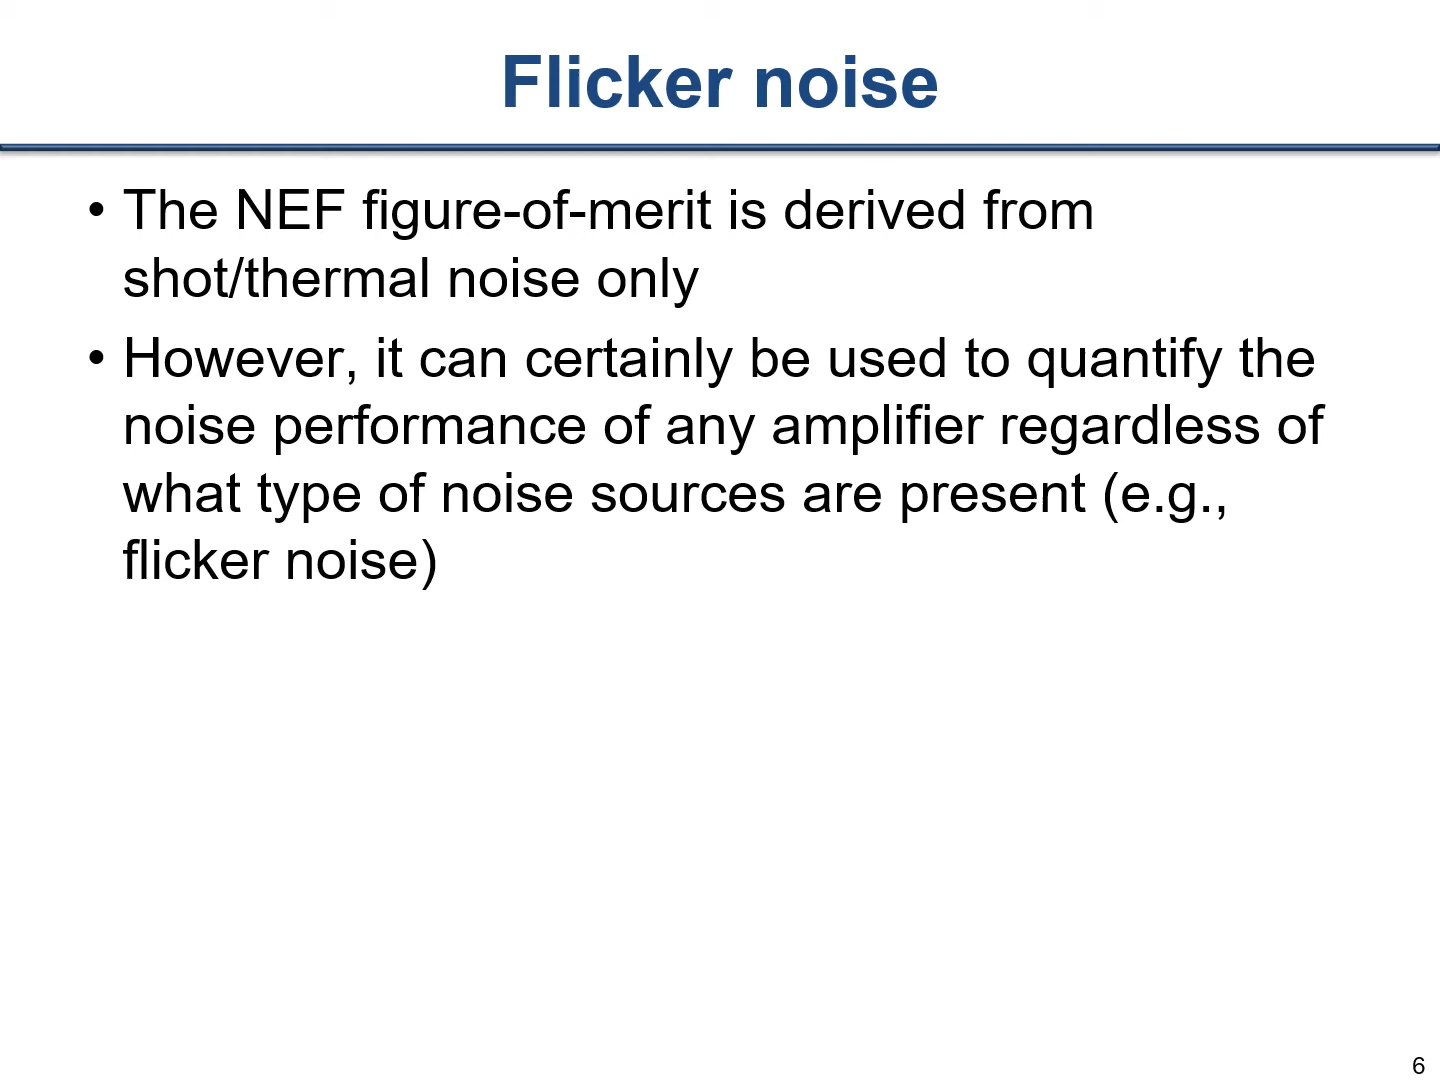 Flicker noise
• The NEF figure-of-merit is derived from
shot/thermal noise only
• However, it can certainly be used to quantify the
noise performance of any amplifier regardless of
what type of noise sources are present (e.g.,
flicker noise)
6